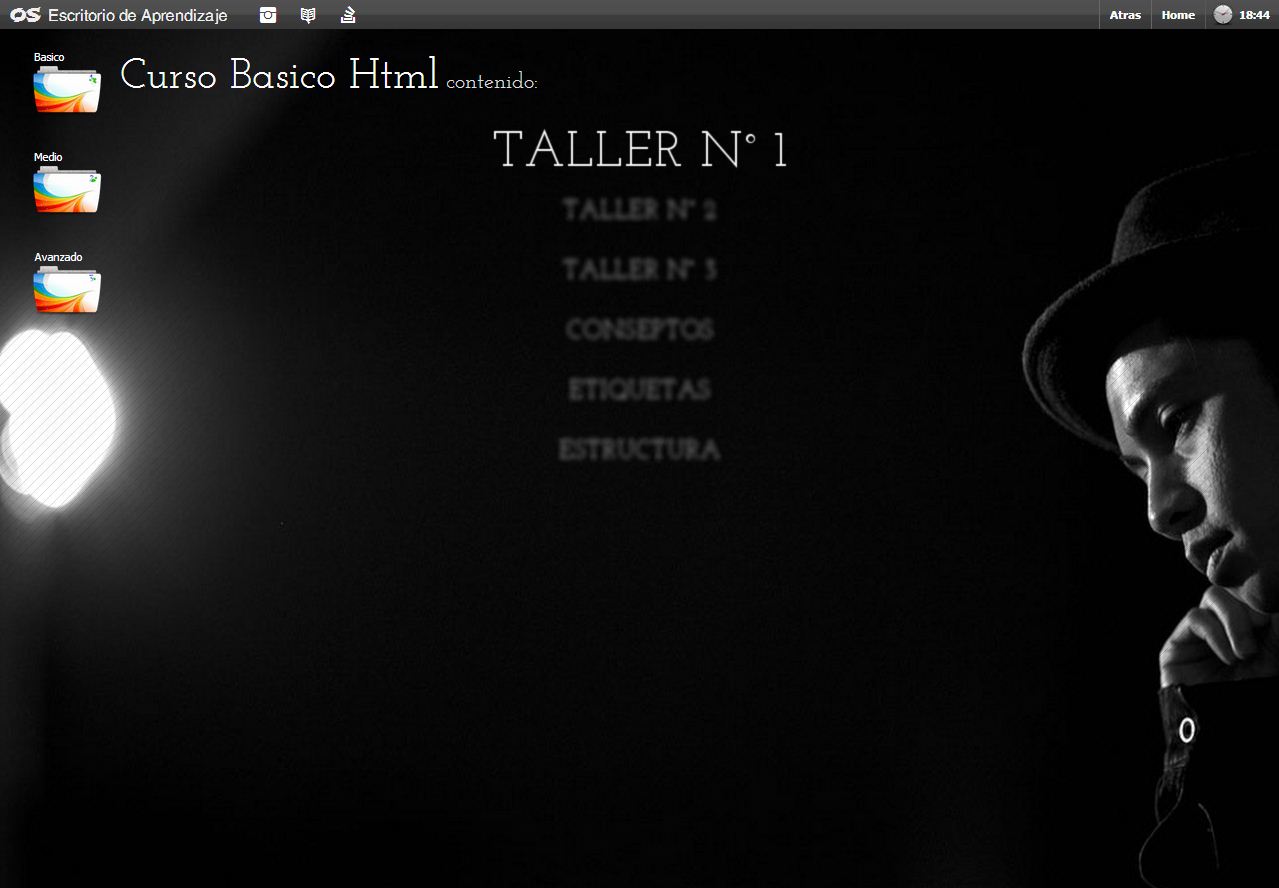 OS Escritorio de Aprendizaje Atras Home 18:44
Basico
Curso Basico Html contenido:
TALLER N° 1
Medio
TALLER N° 2
Avanzado
TALLER N° 3
CONSEPTOS
ETIQUETAS
ESTRUCTURA